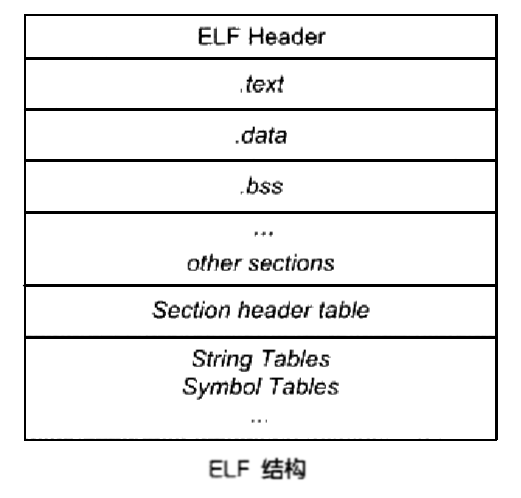 ELF Header
.text
.data
.bss
...
other sections
Section header table
String Tables
Symbol Tables
...
ELF 结构